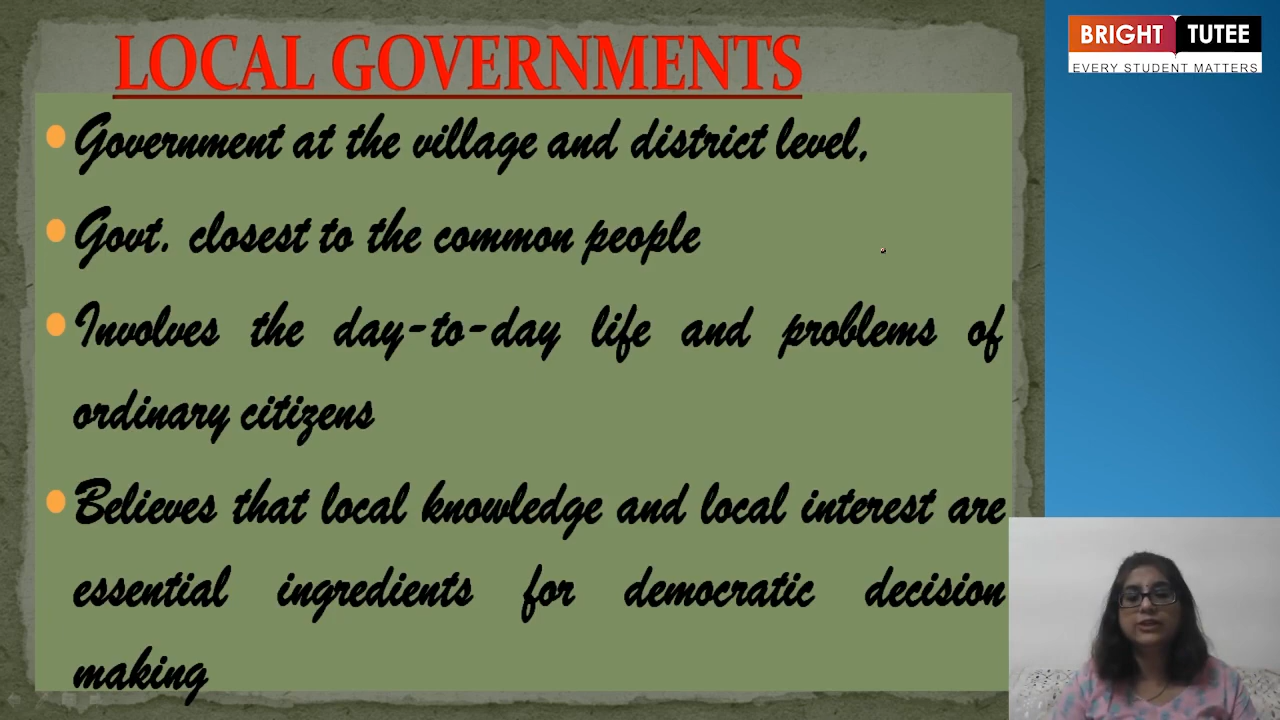 LOCAL GOVERNMENTS
Government at the village and district level,
Govt. closest to the common people
Involves the day-to-day life and problems of
ordinary citizens
Believes that local knowledge and local interest are
essential ingredients for democratic decision
making
BRIGHT TUTEE
EVERY STUDENT MATTERS